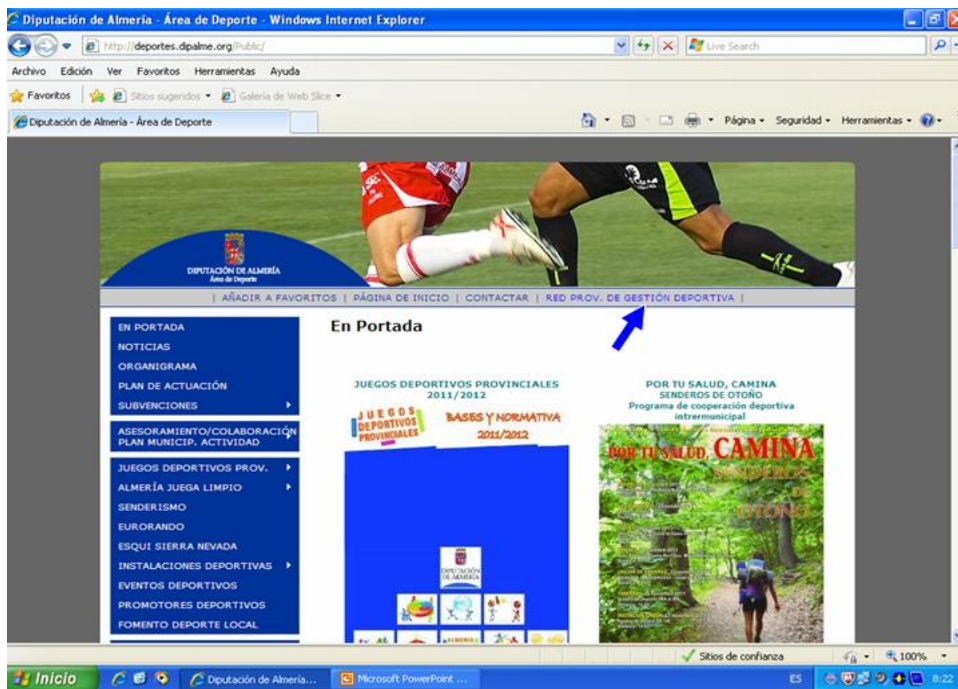 Diputación de Almería - Área de Deporte - Windows Internet Explorer
http://deportes.dipalme.org/Public/
Live Search
Archivo Edición Ver Favoritos Herramientas Ayuda
Favoritos Sitios sugeridos Galería de Web Slice
Diputación de Almería - Área de Deporte
Página Seguridad Herramientas
DIPUTACIÓN DE ALMERÍA
Área de Deporte
| AÑADIR A FAVORITOS | PÁGINA DE INICIO | CONTACTAR | RED PROV. DE GESTIÓN DEPORTIVA |
EN PORTADA
NOTICIAS
ORGANIGRAMA
PLAN DE ACTUACIÓN
SUBVENCIONES
ASESORAMIENTO/COLABORACIÓN
PLAN MUNICIP. ACTIVIDAD
JUEGOS DEPORTIVOS PROV.
ALMERÍA JUEGA LIMPIO
SENDERISMO
EURORANDO
ESQUI SIERRA NEVADA
INSTALACIONES DEPORTIVAS
EVENTOS DEPORTIVOS
PROMOTORES DEPORTIVOS
FOMENTO DEPORTE LOCAL
En Portada
JUEGOS DEPORTIVOS PROVINCIALES
2011/2012
JUEGOS
DEPORTIVOS
PROVINCIALES
BASES Y NORMATIVA
2011/2012
DIPUTACIÓN
DE ALMERÍA
POR TU SALUD, CAMINA
SENDEROS DE OTOÑO
Programa de cooperación deportiva
intrermunicipal
POR TU SALUD, CAMINA
SENDEROS
DE
OTOÑO
Sitios de confianza
100%
Inicio
Diputación de Almería...
Microsoft PowerPoint ...
ES
8:22